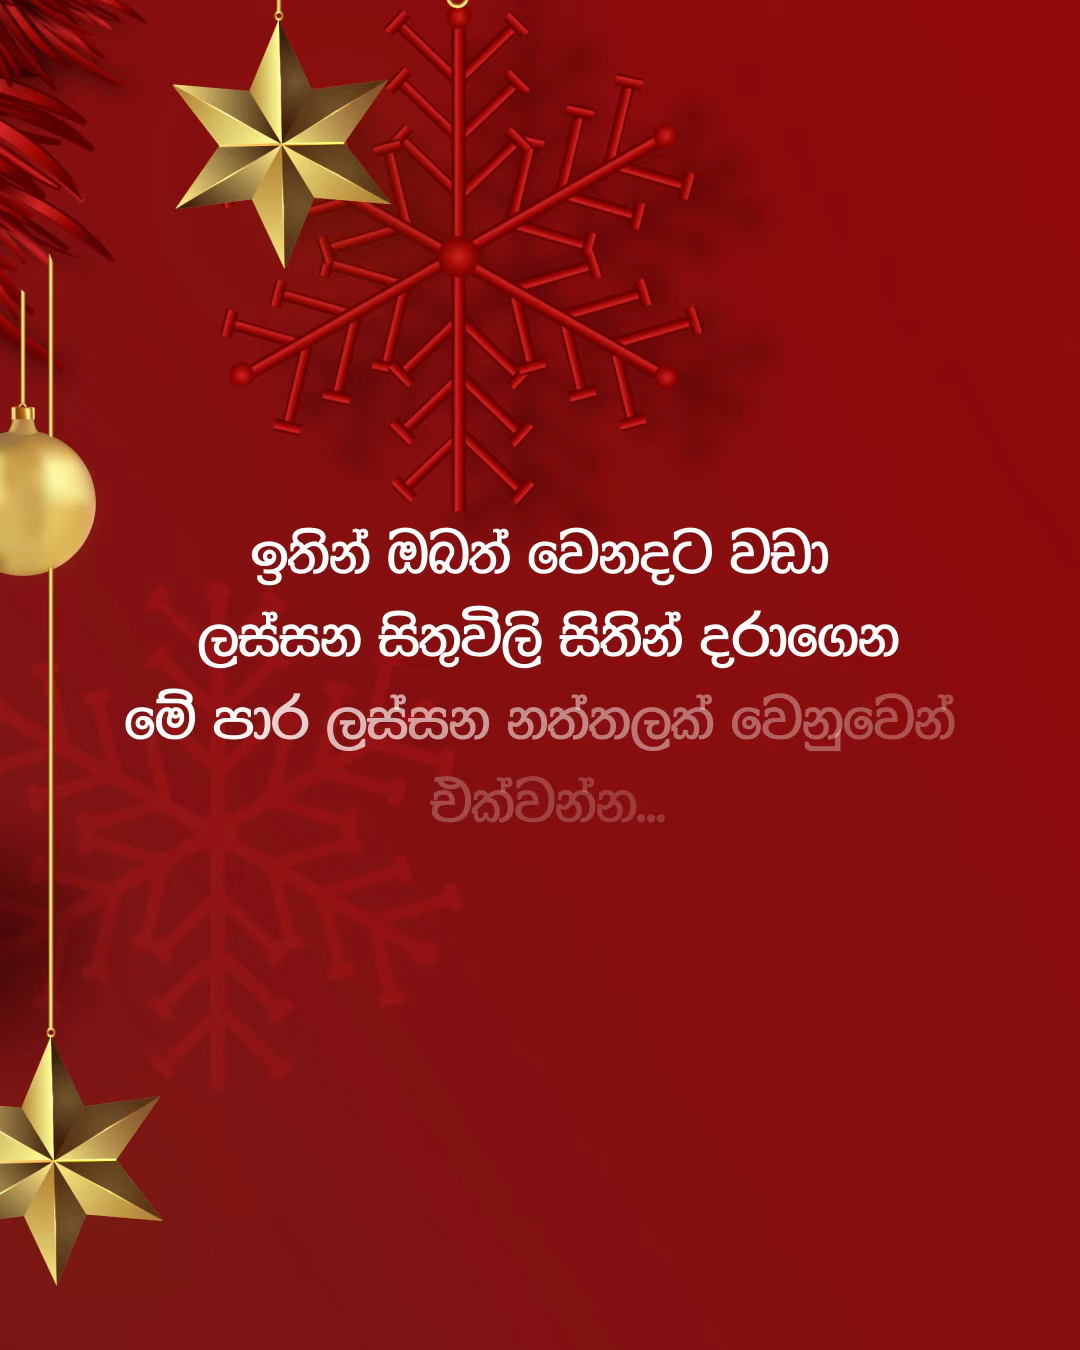 ඉතින් ඔබත් වෙනදට වඩා
ලස්සන සිතුවිලි සිතින් දරාගෙන
මේ පාර ලස්සන නත්තලක් වෙනුවෙන්
එක්වන්න...